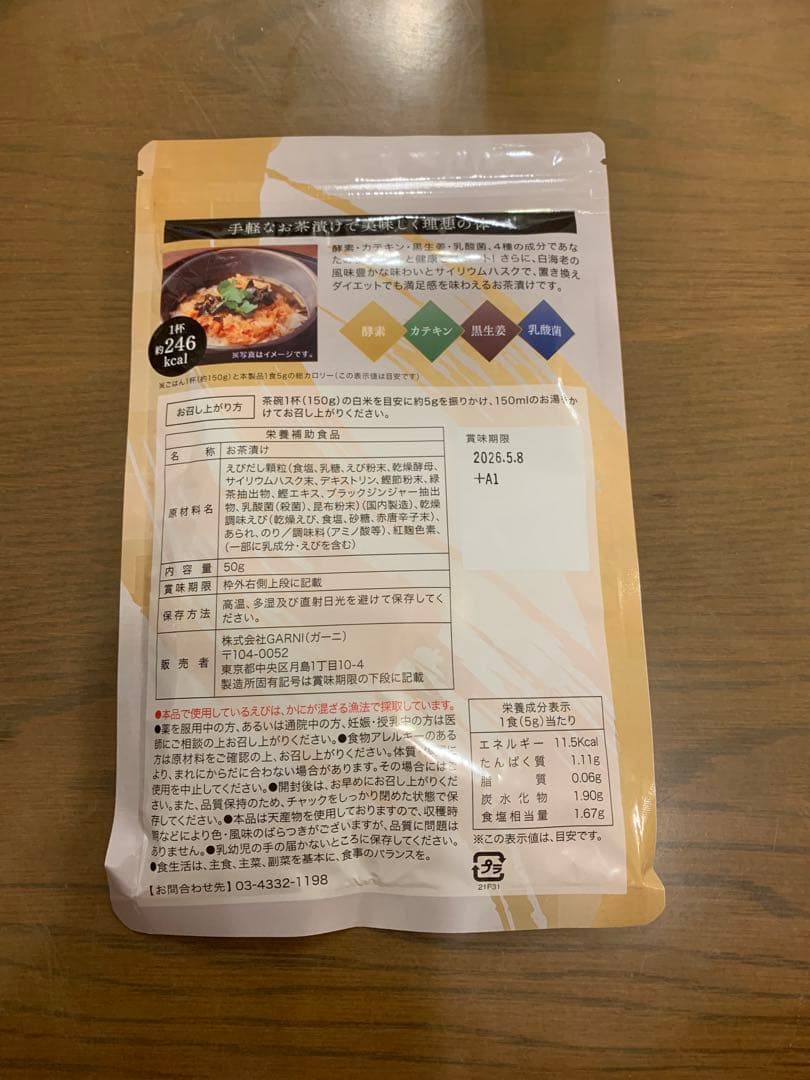 手軽なお茶漬けで美味しく理想の体
酵素・カテキン・黒生姜・乳酸菌、4種の成分であな
た と健康 ト! さらに、白海老の
風味豊かな味わいとサイリウムハスクで、置き換え
ダイエットでも満足感を味わえるお茶漬けです。
1杯
約246
kcal
※写真はイメージです。
酵素
カテキン
黒生姜
乳酸菌
※ごはん1杯(約150g)と本製品1食5gの総カロリー(この表示値は目安です)
お召し上がり方
茶碗1杯(150g)の白米を目安に約5gを振りかけ、150mlのお湯をか
けてお召し上がりください。
栄養補助食品
名 称 お茶漬け
原材料名
えびだし顆粒(食塩、乳糖、えび粉末、乾燥酵母、
サイリウムハスク末、デキストリン、鰹節粉末、緑
茶抽出物、鰹エキス、ブラックジンジャー抽出
物、乳酸菌(殺菌)、昆布粉末)(国内製造)、乾燥
調味えび(乾燥えび、食塩、砂糖、赤唐辛子末)、
あられ、のり/調味料(アミノ酸等)、紅麹色素、
(一部に乳成分・えびを含む)
内容量 50g
賞味期限 枠外右側上段に記載
保存方法
高温、多湿及び直射日光を避けて保存してく
ださい。
販売者
株式会社GARNI(ガーニ)
〒104-0052
東京都中央区月島1丁目10-4
製造所固有記号は賞味期限の下段に記載
賞味期限
2026.5.8
+A1
●本品で使用しているえびは、かにが混ざる漁法で採取しています。
●薬を服用中の方、あるいは通院中の方、妊娠・授乳中の方は医
師にご相談の上お召し上がりください。●食物アレルギーのある
方は原材料をご確認の上、お召し上がりください。体質 に
より、まれにからだに合わない場合があります。その場合にはご
使用を中止してください。●開封後は、お早めにお召し上がりくだ
さい。また、品質保持のため、チャックをしっかり閉めた状態で保
存してください。●本品は天産物を使用しておりますので、収穫時
期などにより色・風味のばらつきがございますが、品質に問題は
ありません。●乳幼児の手の届かないところに保存してください。
●食生活は、主食、主菜、副菜を基本に、食事のバランスを。
【お問合わせ先】03-4332-1198
栄養成分表示
1食(5g)当たり
エネルギー 11.5Kcal
たんぱく質 1.11g
脂質 0.06g
炭水化物 1.90g
食塩相当量 1.67g
※この表示値は、目安です。
プラ
21F31